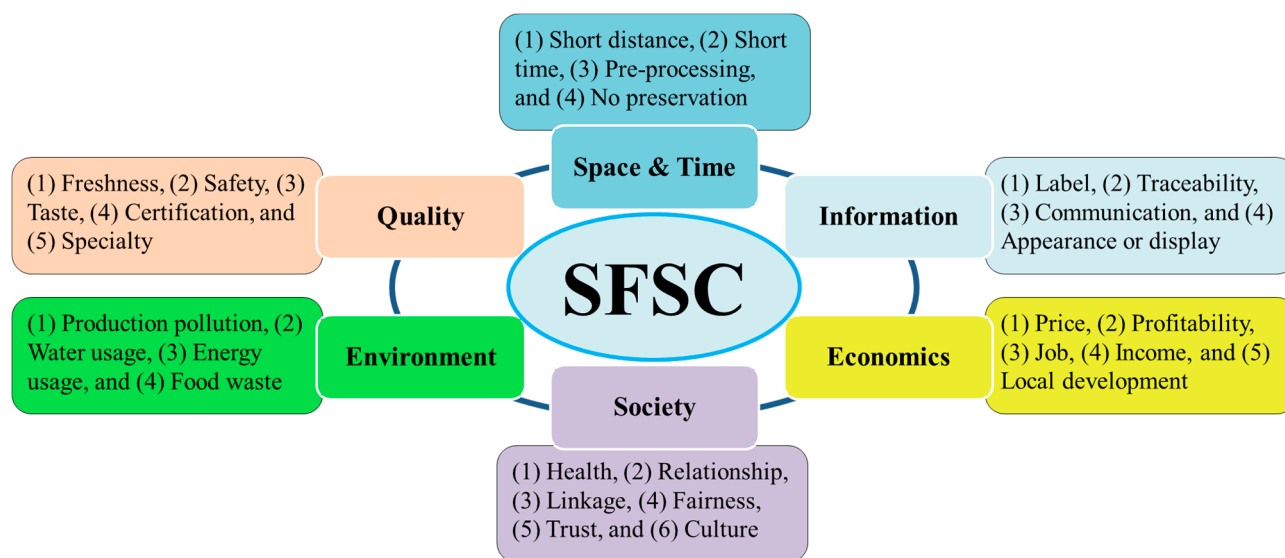 (1) Short distance, (2) Short
time, (3) Pre-processing,
and (4) No preservation
Space & Time
(1) Freshness, (2) Safety, (3)
Taste, (4) Certification, and
(5) Specialty
Quality
Information
(1) Label, (2) Traceability,
(3) Communication, and (4)
Appearance or display
SFSC
(1) Production pollution, (2)
Water usage, (3) Energy
usage, and (4) Food waste
Environment
Economics
(1) Price, (2) Profitability,
(3) Job, (4) Income, and (5)
Local development
Society
(1) Health, (2) Relationship,
(3) Linkage, (4) Fairness,
(5) Trust, and (6) Culture